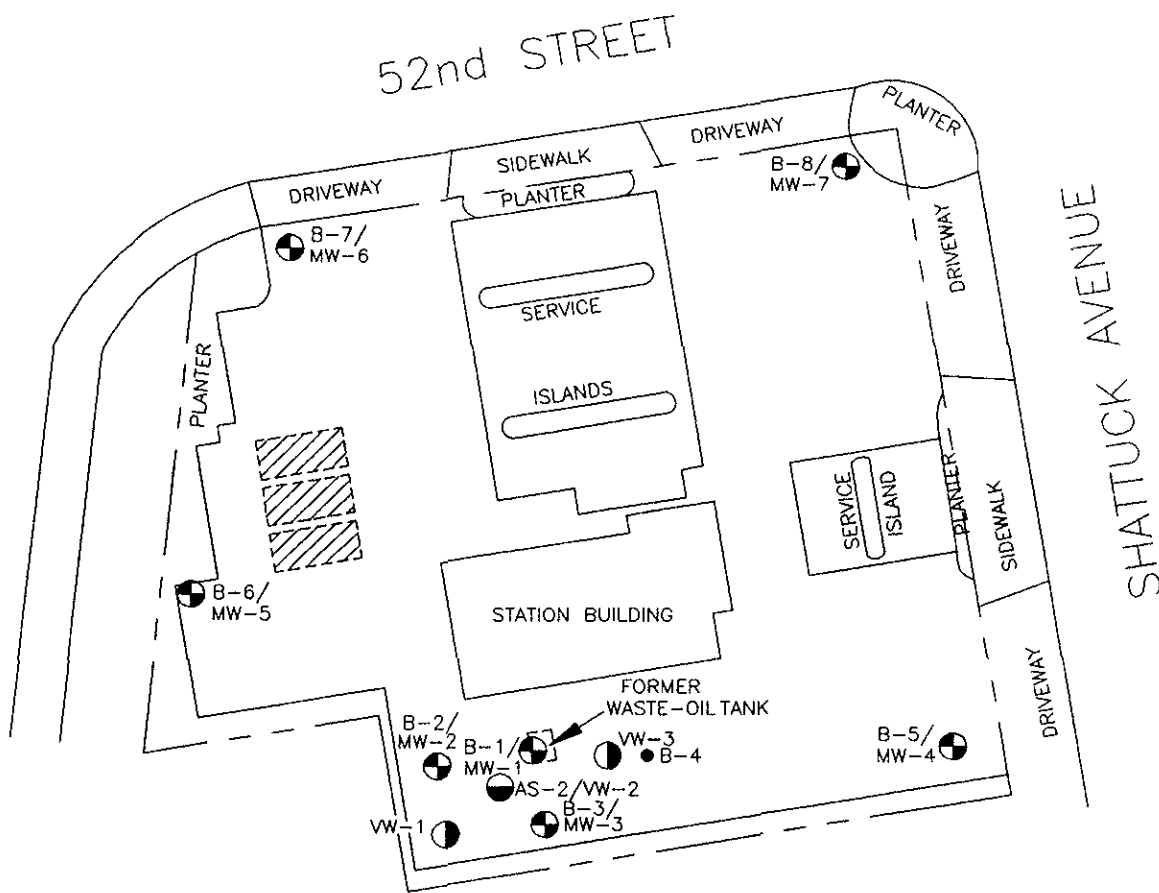 52nd STREET
PLANTER
DRIVEWAY
SIDEWALK
B-8/
MW-7
DRIVEWAY
PLANTER
B-7/
MW-6
DRIVEWAY
SHATTUCK AVENUE
SERVICE
PLANTER
ISLANDS
SERVICE
ISLAND
PLANTER
SIDEWALK
B-6/
MW-5
STATION BUILDING
DRIVEWAY
FORMER
WASTE-OIL TANK
B-2/
MW-2
B-1/
MW-1
VW-3
B-4
B-5/
MW-4
AS-2/VW-2
B-3/
MW-3
VW-1